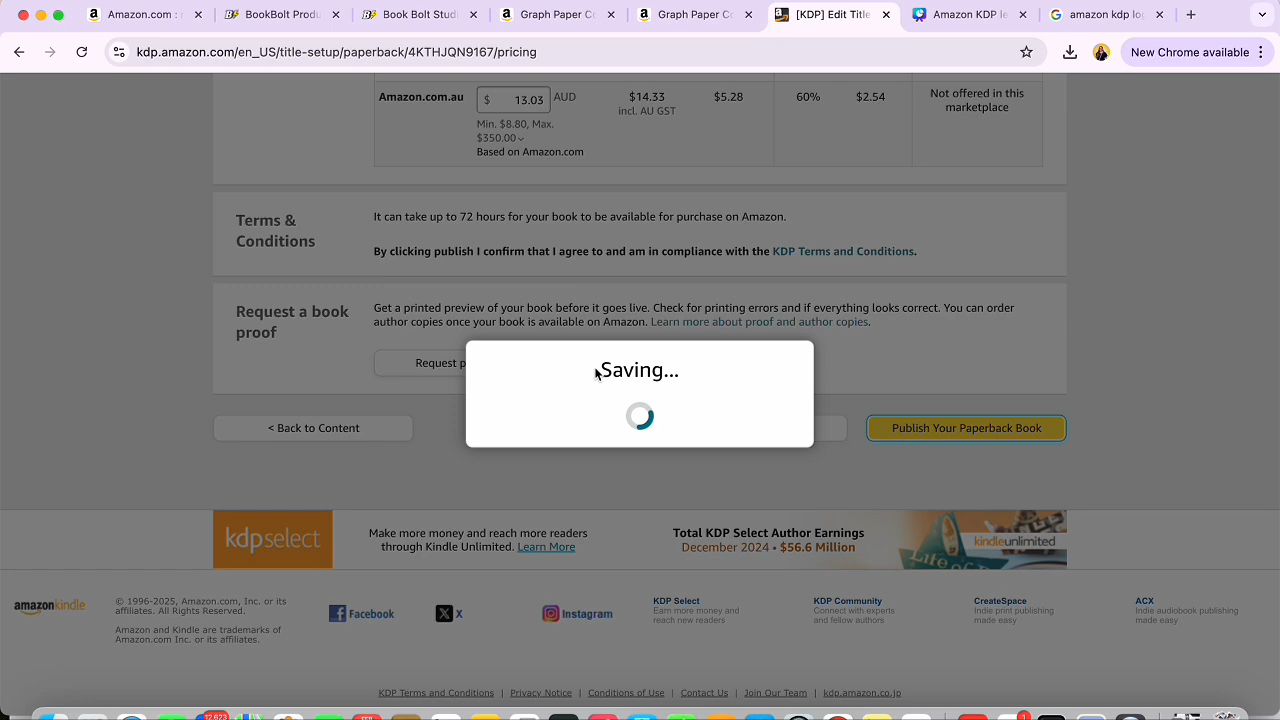 Amazon.com :
BookBolt Produ
Book Bolt Studi
Graph Paper Co
Graph Paper Co
[KDP] Edit Title
Amazon KDP le
amazon kdp log
kdp.amazon.com/en_US/title-setup/paperback/4KTHJQN9167/pricing
New Chrome available
Amazon.com.au
$ 13.03 AUD
$14.33
incl. AU GST
$5.28
60%
$2.54
Not offered in this
marketplace
Min. $8.80, Max.
$350.00
Based on Amazon.com
Terms &
Conditions
It can take up to 72 hours for your book to be available for purchase on Amazon.
By clicking publish I confirm that I agree to and am in compliance with the KDP Terms and Conditions.
Request a book
proof
Get a printed preview of your book before it goes live. Check for printing errors and if everything looks correct. You can order
author copies once your book is available on Amazon. Learn more about proof and author copies.
Request p
Saving...
< Back to Content
Publish Your Paperback Book
kdpselect
Make more money and reach more readers
through Kindle Unlimited. Learn More
Total KDP Select Author Earnings
December 2024 • $56.6 Million
kindleunlimited
amazonkindle
© 1996-2025, Amazon.com, Inc. or its
affiliates. All Rights Reserved.
Amazon and Kindle are trademarks of
Amazon.com Inc. or its affiliates.
Facebook
X
Instagram
KDP Select
Earn more money and
reach new readers
KDP Community
Connect with experts
and fellow authors
CreateSpace
Indie print publishing
made easy
ACX
Indie audiobook publishing
made easy
KDP Terms and Conditions | Privacy Notice | Conditions of Use | Contact Us | Join Our Team | kdp.amazon.co.jp
12,623
1